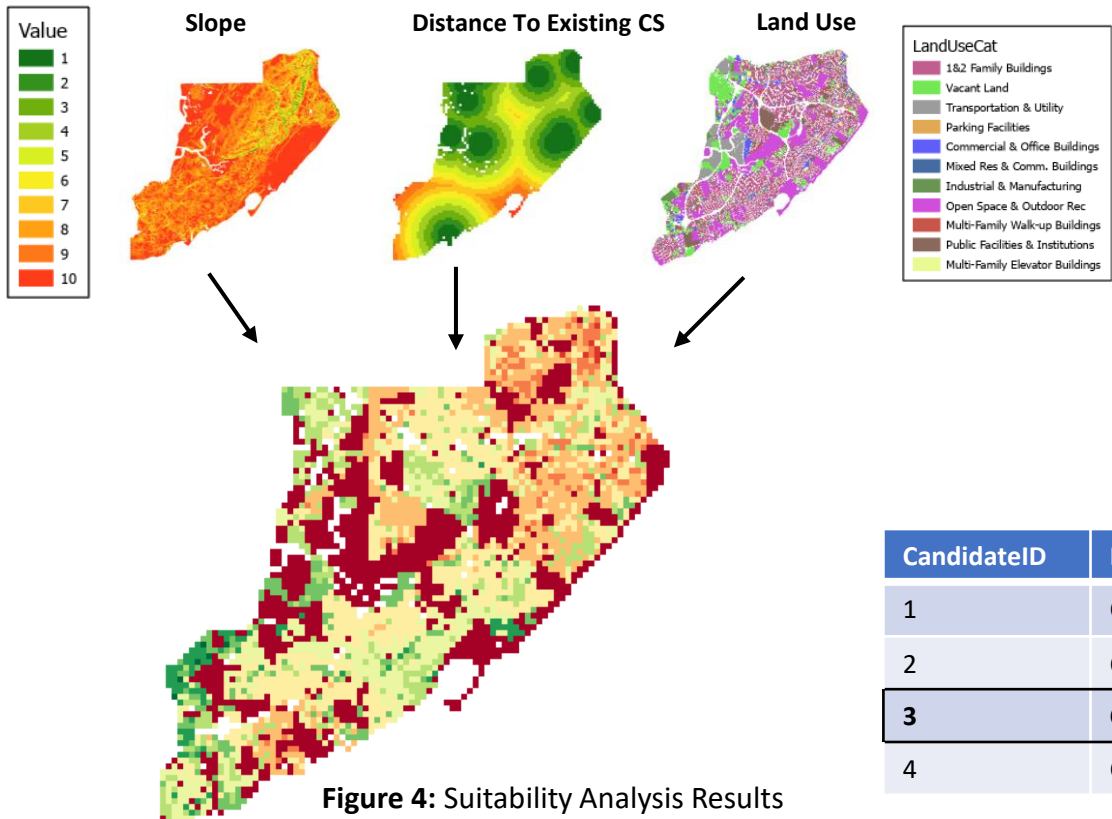 Value
1
2
3
4
5
6
7
8
9
10
Slope
Distance To Existing CS
Land Use
LandUseCat
1&2 Family Buildings
Vacant Land
Transportation & Utility
Parking Facilities
Commercial & Office Buildings
Mixed Res & Comm. Buildings
Industrial & Manufacturing
Open Space & Outdoor Rec
Multi-Family Walk-up Buildings
Public Facilities & Institutions
Multi-Family Elevator Buildings
CandidateID
1
2
3
4
Figure 4: Suitability Analysis Results